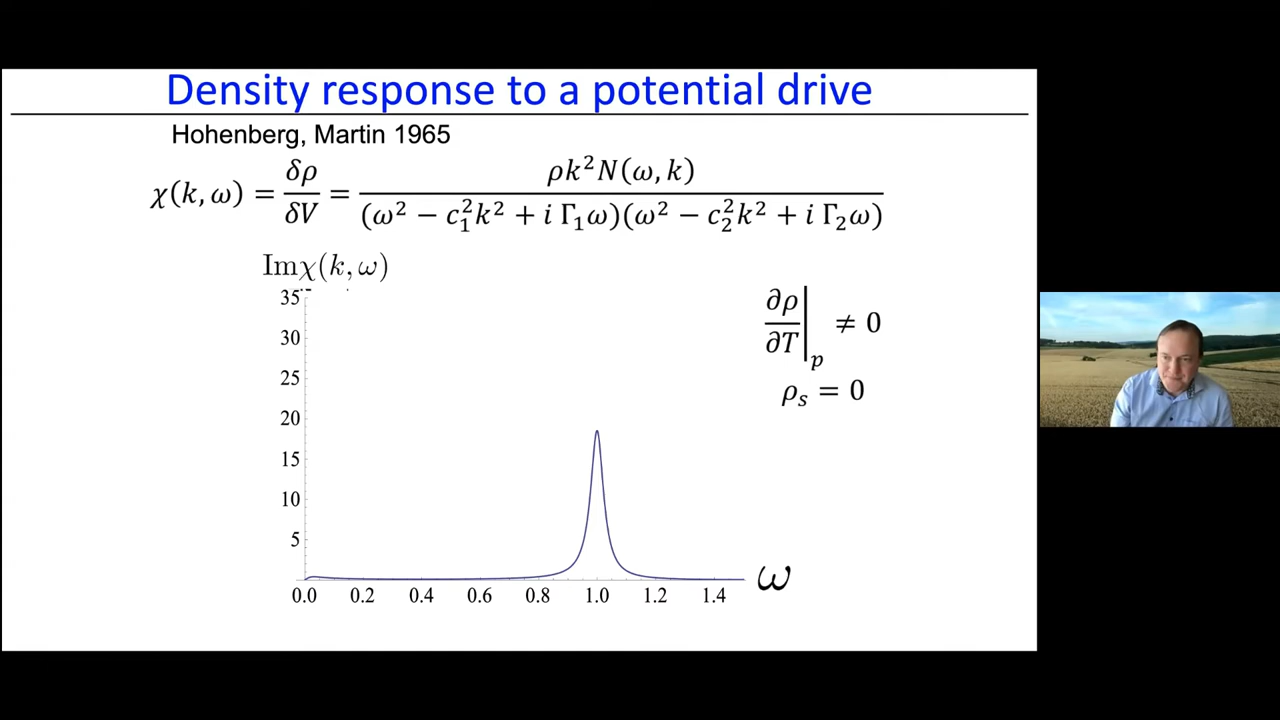 Density response to a potential drive
Hohenberg, Martin 1965
χ(k, ω) = δρ/δV = ρk²N(ω, k) / (ω² − c₁²k² + i Γ₁ω)(ω² − c₂²k² + i Γ₂ω)
Imχ(k, ω)
35
30
25
20
15
10
5
0.0 0.2 0.4 0.6 0.8 1.0 1.2 1.4
ω
∂ρ/∂T|ₚ ≠ 0
ρₛ = 0